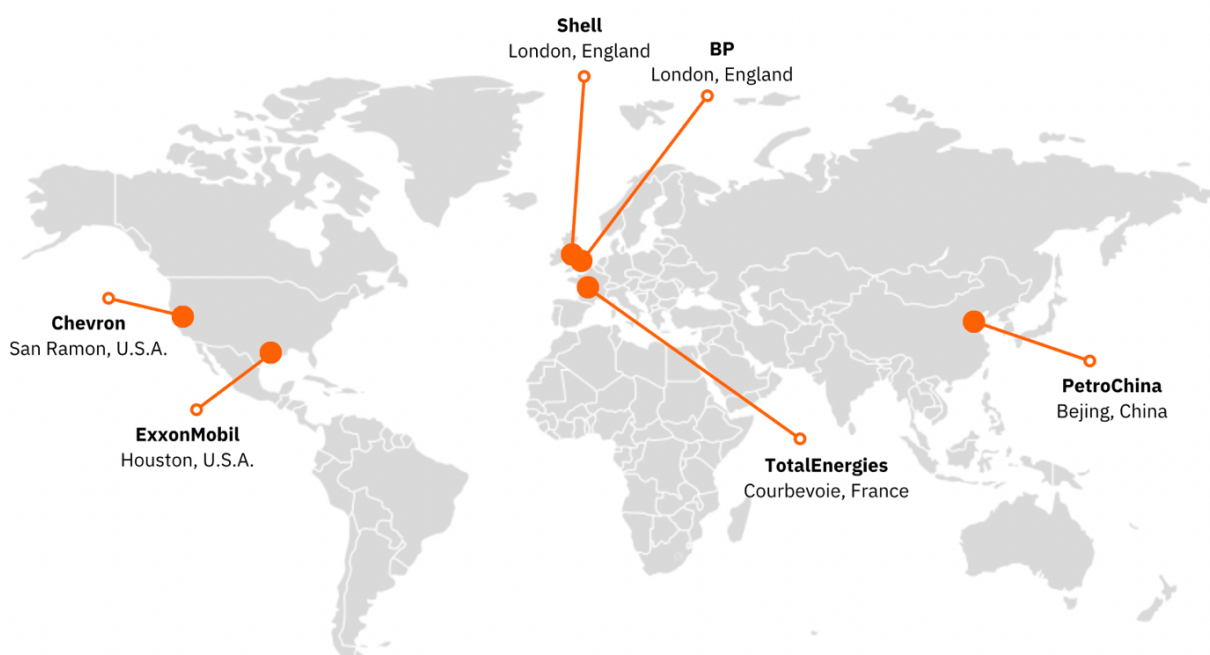 Shell
London, England
BP
London, England
Chevron
San Ramon, U.S.A.
ExxonMobil
Houston, U.S.A.
TotalEnergies
Courbevoie, France
PetroChina
Bejing, China